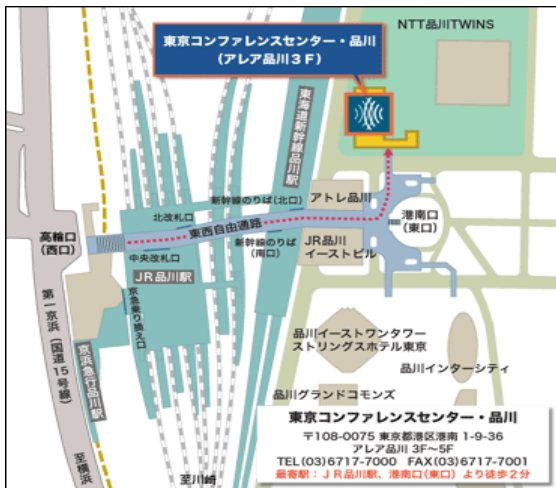 東京コンファレンスセンター・品川
(アレア品川3F)
NTT品川TWINS
東海道新幹線品川駅
新幹線のりば(北口)
アトレ品川
北改札口
東西自由通路
港南口
(東口)
高輪口
(西口)
新幹線のりば
(南口)
JR品川
イーストビル
中央改札口
JR品川駅
京急乗り換え口
第一京浜(国道15号線)
京浜急行品川駅
品川イーストワンタワー
ストリングスホテル東京
品川インターシティ
品川グランドコモンズ
至横浜
至川崎
東京コンファレンスセンター・品川
〒108-0075 東京都港区港南 1-9-36
アレア品川 3F〜5F
TEL(03)6717-7000 FAX(03)6717-7001
最寄駅:JR品川駅、港南口(東口)より徒歩2分